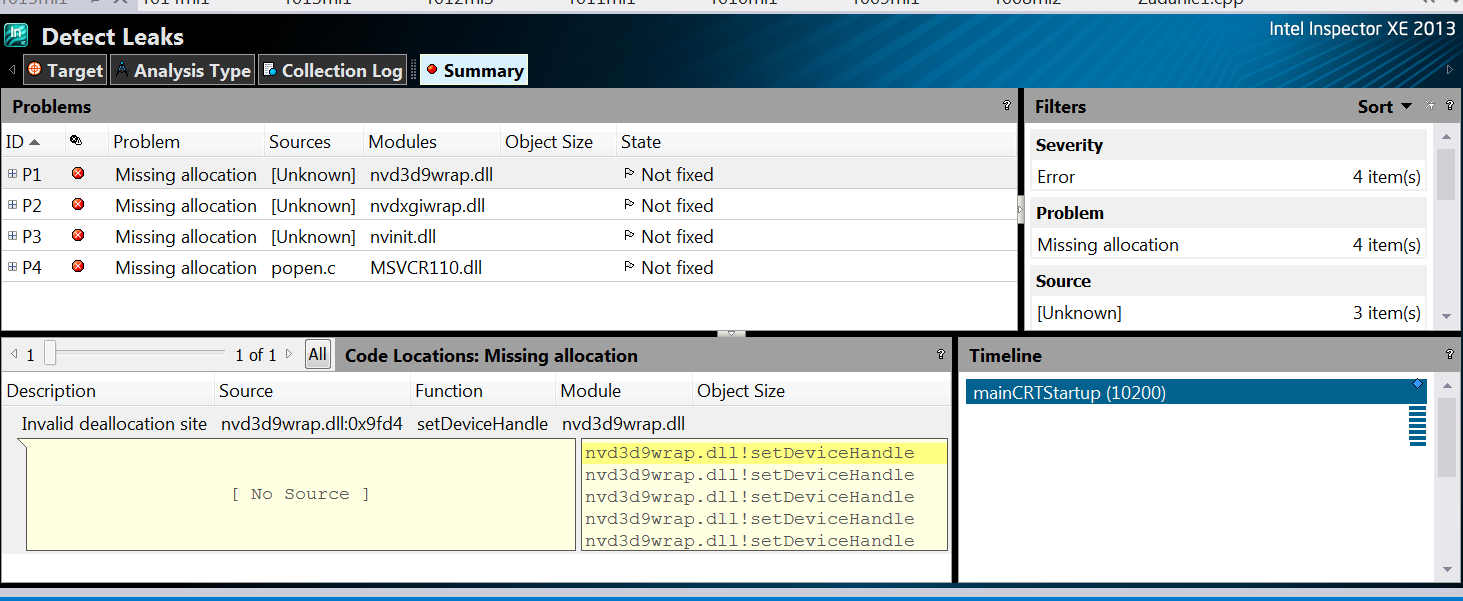 Detect Leaks
Intel Inspector XE 2013
Target Analysis Type Collection Log Summary
Problems ?
ID Problem Sources Modules Object Size State
P1 Missing allocation [Unknown] nvd3d9wrap.dll Not fixed
P2 Missing allocation [Unknown] nvdxgiwrap.dll Not fixed
P3 Missing allocation [Unknown] nvinit.dll Not fixed
P4 Missing allocation popen.c MSVCR110.dll Not fixed
Filters Sort ?
Severity
Error 4 item(s)
Problem
Missing allocation 4 item(s)
Source
[Unknown] 3 item(s)
1 1 of 1 All Code Locations: Missing allocation ?
Description Source Function Module Object Size
Invalid deallocation site nvd3d9wrap.dll:0x9fd4 setDeviceHandle nvd3d9wrap.dll
[ No Source ]
nvd3d9wrap.dll!setDeviceHandle
nvd3d9wrap.dll!setDeviceHandle
nvd3d9wrap.dll!setDeviceHandle
nvd3d9wrap.dll!setDeviceHandle
nvd3d9wrap.dll!setDeviceHandle
Timeline ?
mainCRTStartup (10200)